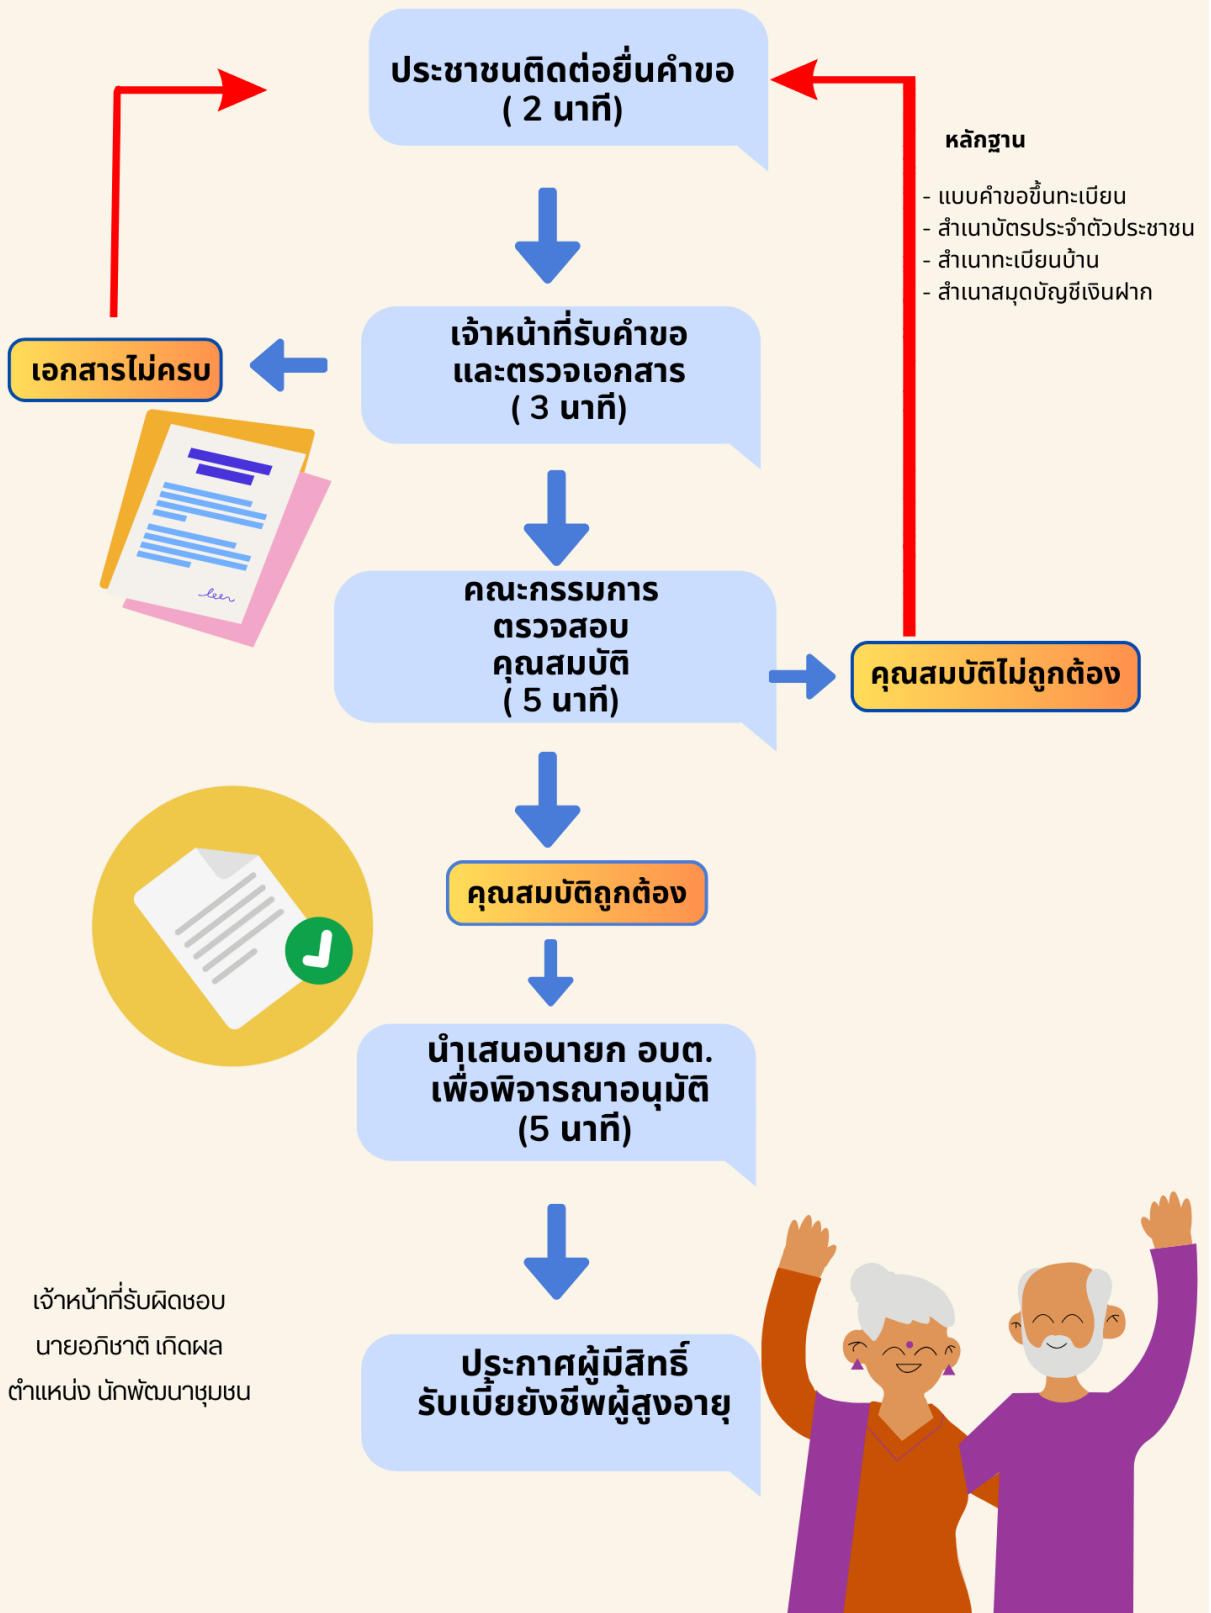 ประชาชนติดต่อยื่นคำขอ
( 2 นาที)
หลักฐาน
- แบบคำขอขึ้นทะเบียน
- สำเนาบัตรประจำตัวประชาชน
- สำเนาทะเบียนบ้าน
- สำเนาสมุดบัญชีเงินฝาก
เจ้าหน้าที่รับคำขอ
และตรวจเอกสาร
( 3 นาที)
เอกสารไม่ครบ
คณะกรรมการ
ตรวจสอบ
คุณสมบัติ
( 5 นาที)
คุณสมบัติไม่ถูกต้อง
คุณสมบัติถูกต้อง
นำเสนอนายก อบต.
เพื่อพิจารณาอนุมัติ
(5 นาที)
เจ้าหน้าที่รับผิดชอบ
นายอภิชาติ เกิดผล
ตำแหน่ง นักพัฒนาชุมชน
ประกาศผู้มีสิทธิ์
รับเบี้ยยังชีพผู้สูงอายุ